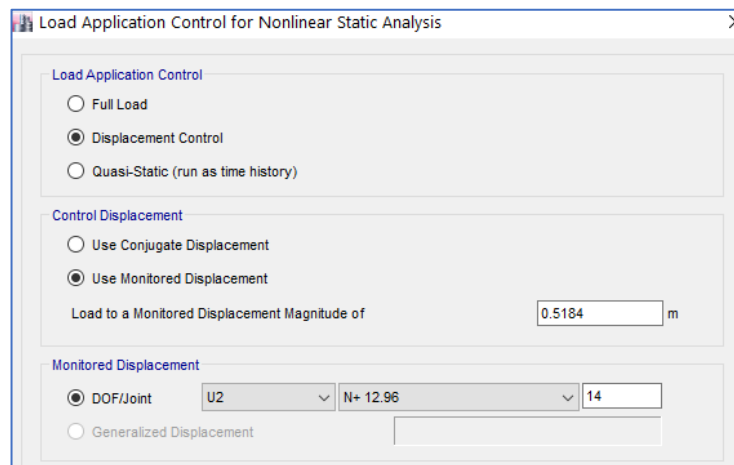 Load Application Control for Nonlinear Static Analysis
Load Application Control
Full Load
Displacement Control
Quasi-Static (run as time history)
Control Displacement
Use Conjugate Displacement
Use Monitored Displacement
Load to a Monitored Displacement Magnitude of 0.5184 m
Monitored Displacement
DOF/Joint U2 N+ 12.96 14
Generalized Displacement